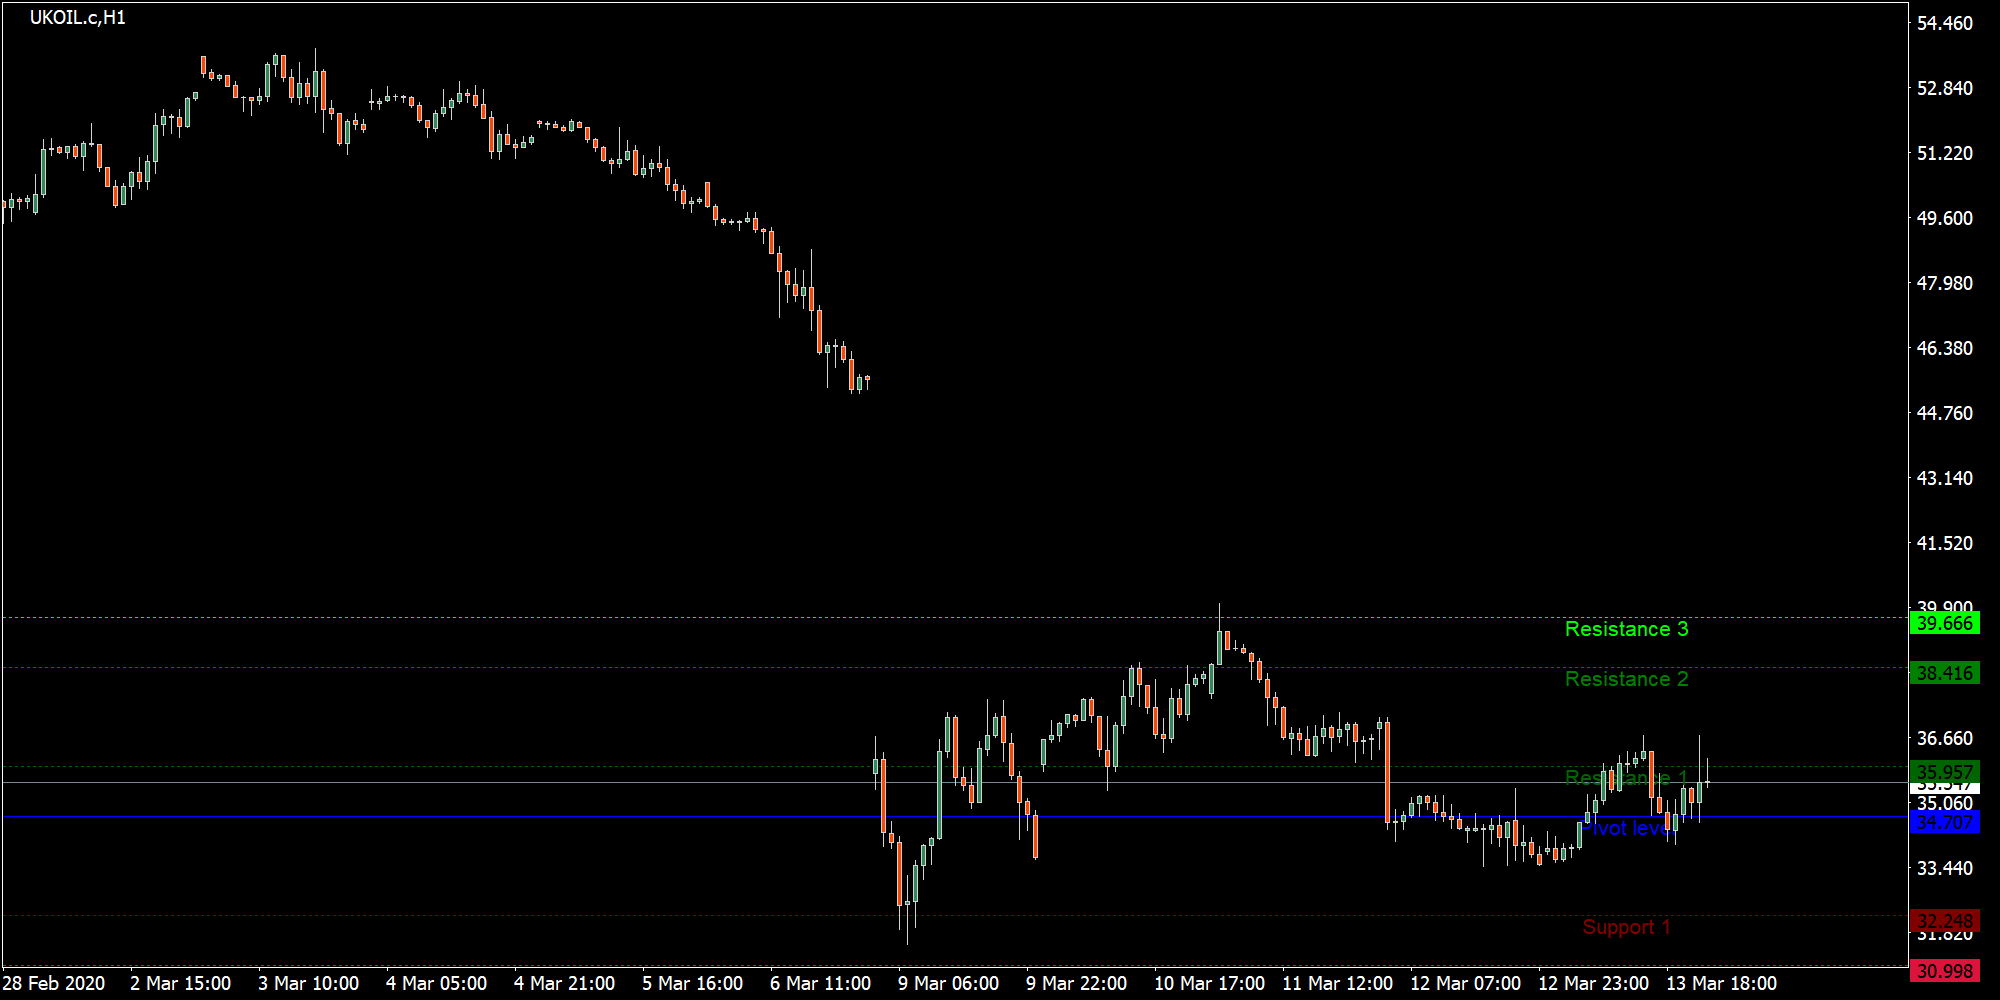 UKOIL.c,H1
54.460
52.840
51.220
49.600
47.980
46.380
44.760
43.140
41.520
39.900
Resistance 3 39.666
Resistance 2 38.416
36.660
Resistance 1 35.957
35.060
Pivot level 34.707
33.440
Support 1 32.248
31.820
30.998
28 Feb 2020 2 Mar 15:00 3 Mar 10:00 4 Mar 05:00 4 Mar 21:00 5 Mar 16:00 6 Mar 11:00 9 Mar 06:00 9 Mar 22:00 10 Mar 17:00 11 Mar 12:00 12 Mar 07:00 12 Mar 23:00 13 Mar 18:00